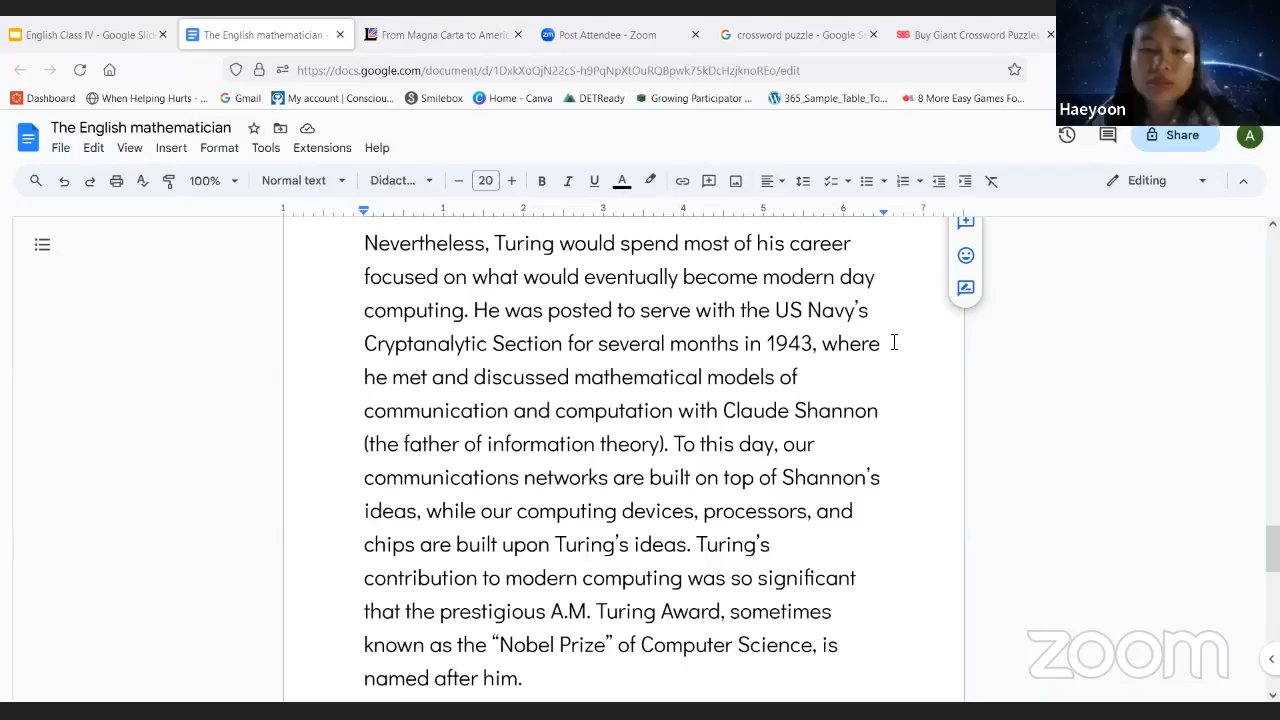 English Class IV - Google Slid
The English mathematician -
From Magna Carta to Ameri
Post Attendee - Zoom
crossword puzzle - Google S
Buy Giant Crossword Puzzles
Haeyoon
Dashboard
When Helping Hurts - ...
Gmail
My account | Consciou...
Smilebox
Home - Canva
DETReady
Growing Participator ...
365_Sample_Table_To...
8 More Easy Games Fo...
The English mathematician
File Edit View Insert Format Tools Extensions Help
Share
A
100% Normal text Didact... 20 Editing
1 1 2 3 4 5 6 7
Nevertheless, Turing would spend most of his career
focused on what would eventually become modern day
computing. He was posted to serve with the US Navy’s
Cryptanalytic Section for several months in 1943, where
he met and discussed mathematical models of
communication and computation with Claude Shannon
(the father of information theory). To this day, our
communications networks are built on top of Shannon’s
ideas, while our computing devices, processors, and
chips are built upon Turing’s ideas. Turing’s
contribution to modern computing was so significant
that the prestigious A.M. Turing Award, sometimes
known as the “Nobel Prize” of Computer Science, is
named after him.
zoom